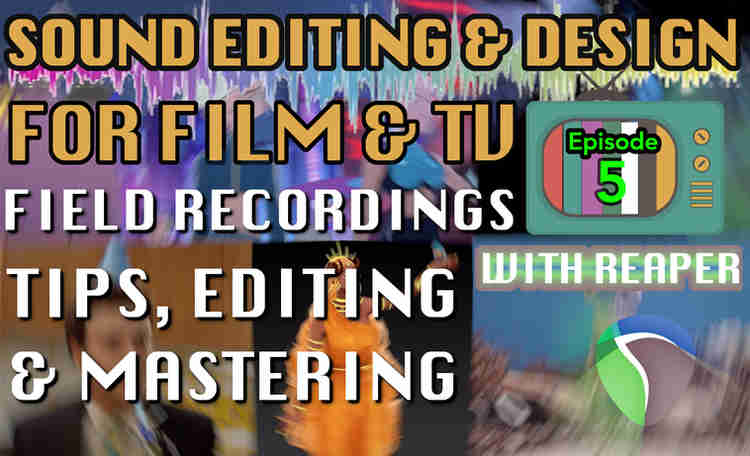 SOUND EDITING & DESIGN
FOR FILM & TV
Episode
5
FIELD RECORDINGS
WITH REAPER
TIPS, EDITING
& MASTERING